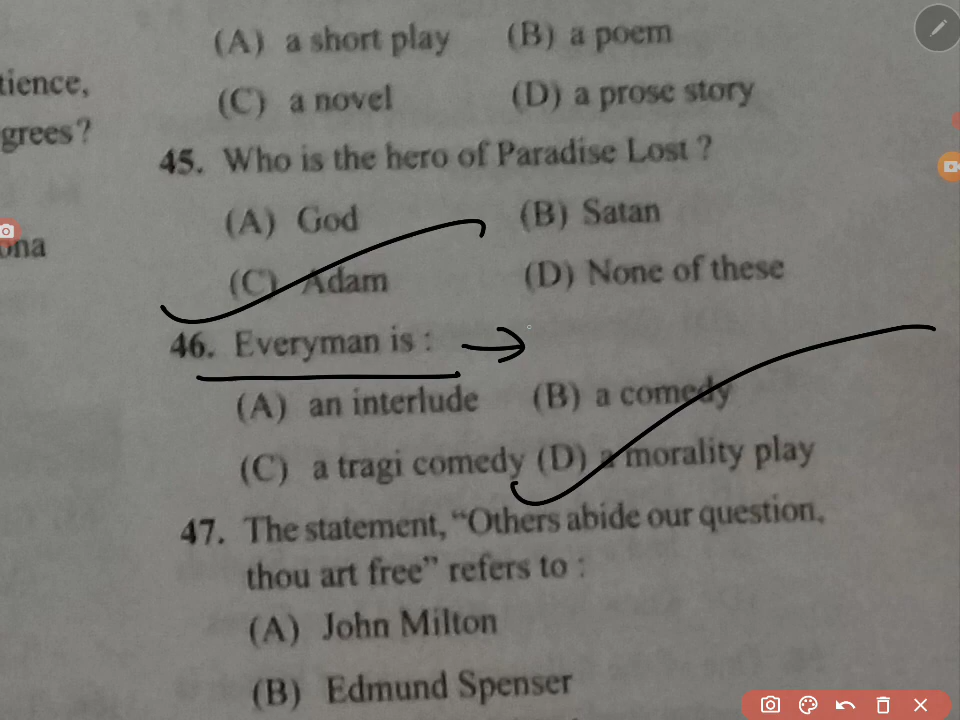 (A) a short play (B) a poem
tience,
(C) a novel (D) a prose story
grees?
45. Who is the hero of Paradise Lost ?
(A) God (B) Satan
(C) Adam (D) None of these
46. Everyman is :
(A) an interlude (B) a comedy
(C) a tragi comedy (D) a morality play
47. The statement, “Others abide our question,
thou art free” refers to :
(A) John Milton
(B) Edmund Spenser